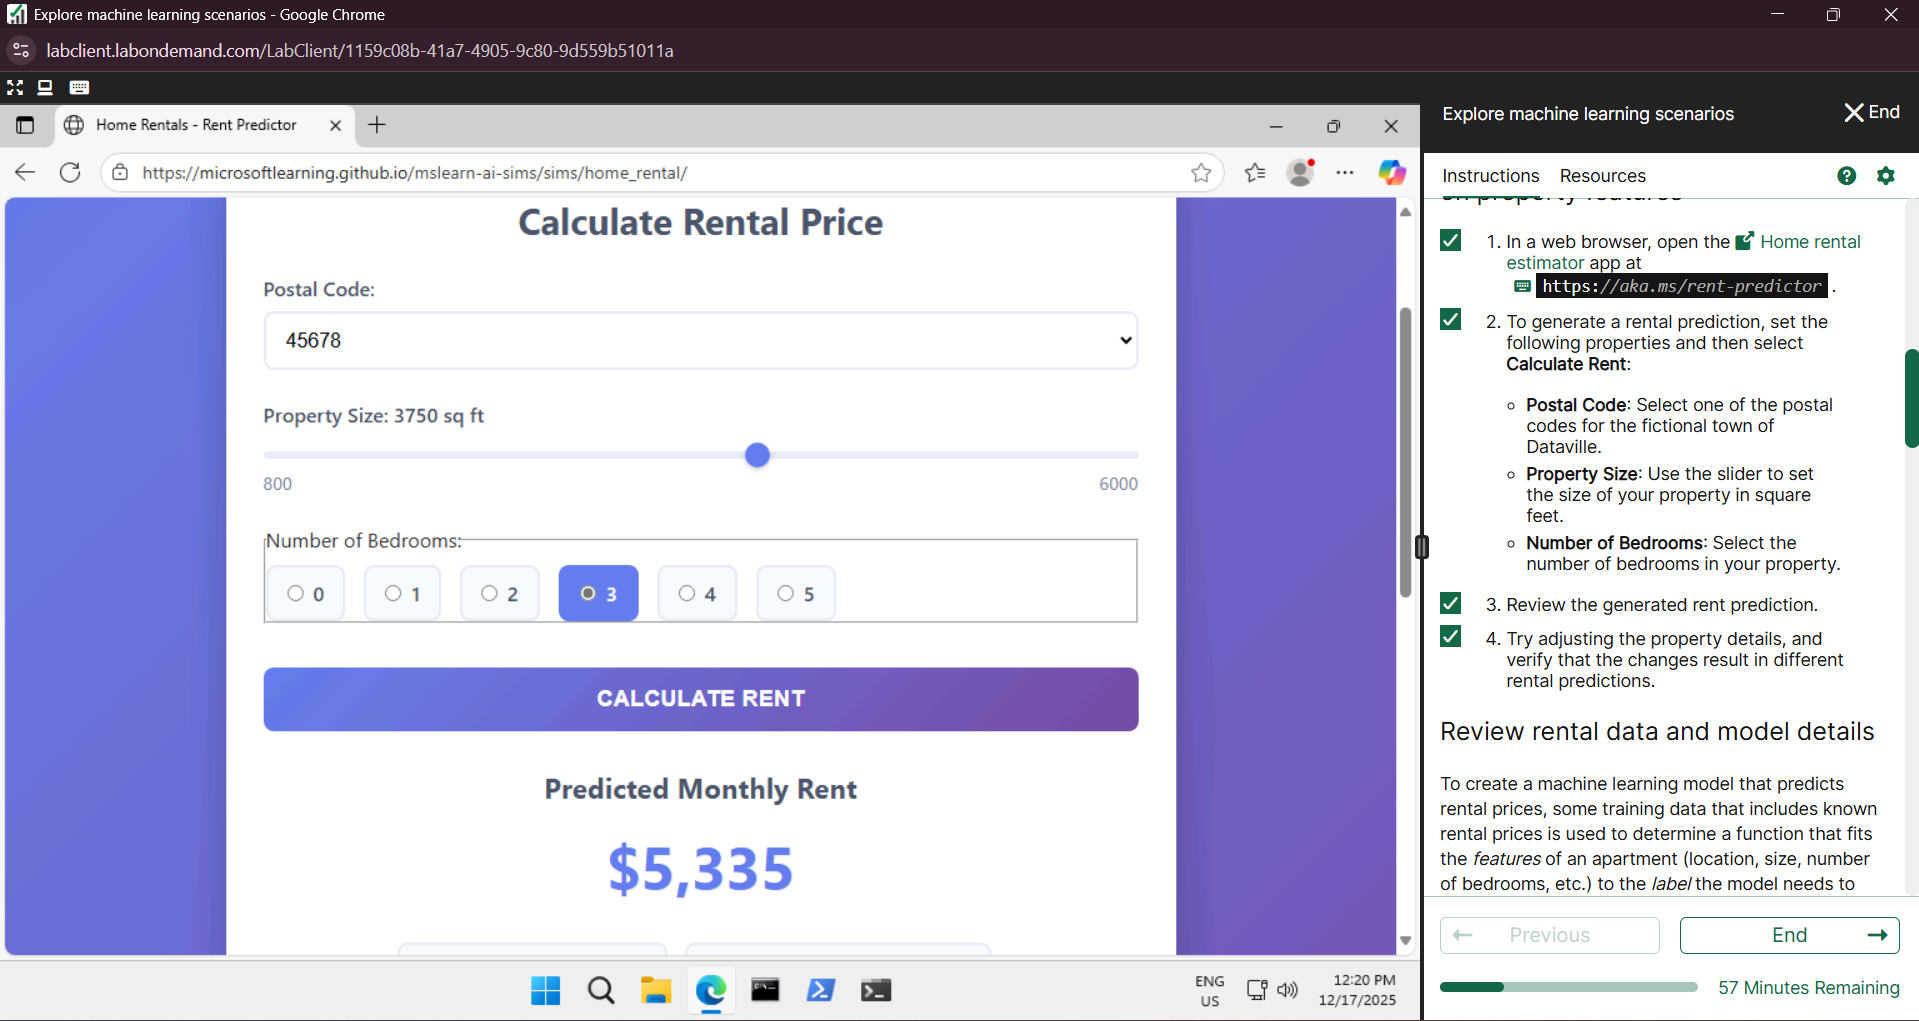 Explore machine learning scenarios - Google Chrome
labclient.labondemand.com/LabClient/1159c08b-41a7-4905-9c80-9d559b51011a
Home Rentals - Rent Predictor
https://microsoftlearning.github.io/mslearn-ai-sims/sims/home_rental/
Calculate Rental Price
Postal Code:
45678
Property Size: 3750 sq ft
800
6000
Number of Bedrooms:
0
1
2
3
4
5
CALCULATE RENT
Predicted Monthly Rent
$5,335
ENG
US
12:20 PM
12/17/2025
Explore machine learning scenarios
End
Instructions
Resources
on property features
1. In a web browser, open the Home rental
estimator app at
https://aka.ms/rent-predictor .
2. To generate a rental prediction, set the
following properties and then select
Calculate Rent:
Postal Code: Select one of the postal
codes for the fictional town of
Dataville.
Property Size: Use the slider to set
the size of your property in square
feet.
Number of Bedrooms: Select the
number of bedrooms in your property.
3. Review the generated rent prediction.
4. Try adjusting the property details, and
verify that the changes result in different
rental predictions.
Review rental data and model details
To create a machine learning model that predicts
rental prices, some training data that includes known
rental prices is used to determine a function that fits
the features of an apartment (location, size, number
of bedrooms, etc.) to the label the model needs to
Previous
End
57 Minutes Remaining